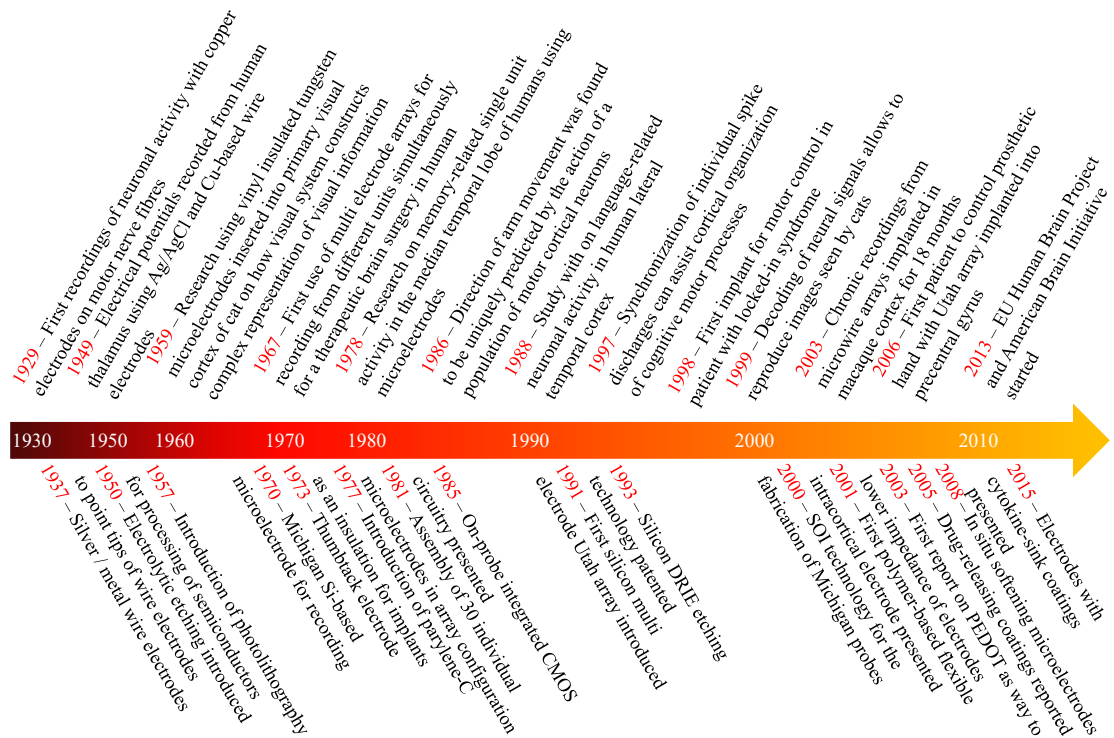 1929 – First recordings of neuronal activity with copper
electrodes on motor nerve fibres
1949 – Electrical potentials recorded from human
thalamus using Ag/AgCl and Cu-based wire
electrodes
1959 – Research using vinyl insulated tungsten
microelectrodes inserted into primary visual
cortex of cat on how visual system constructs
complex representation of visual information
1967 – First use of multi electrode arrays for
recording from different units simultaneously
for a therapeutic brain surgery in human
1978 – Research on memory-related single unit
activity in the median temporal lobe of humans using
microelectrodes
1986 – Direction of arm movement was found
to be uniquely predicted by the action of a
population of motor cortical neurons
1988 – Study with on language-related
neuronal activity in human lateral
temporal cortex
1997 – Synchronization of individual spike
discharges can assist cortical organization
of cognitive motor processes
1998 – First implant for motor control in
patient with locked-in syndrome
1999 – Decoding of neural signals allows to
reproduce images seen by cats
2003 – Chronic recordings from
microwire arrays implanted in
macaque cortex for 18 months
2006 – First patient to control prosthetic
hand with Utah array implanted into
precentral gyrus
2013 – EU Human Brain Project
and American Brain Initiative
started
1930 1950 1960 1970 1980 1990 2000 2010
1937 – Silver / metal wire electrodes
1950 – Electrolytic etching introduced
to point tips of wire electrodes
1957 – Introduction of photolithography
for processing of semiconductors
1970 – Michigan Si-based
microelectrode for recording
1973 – Thumbtack electrode
1977 – Introduction of parylene-C
as an insulation for implants
1981 – Assembly of 30 individual
microelectrodes in array configuration
1985 – On-probe integrated CMOS
circuitry presented
1991 – First silicon multi
electrode Utah array introduced
1993 – Silicon DRIE etching
technology patented
2000 – SOI technology for the
fabrication of Michigan probes
2001 – First polymer-based flexible
intracortical electrode presented
2003 – First report on PEDOT as way to
lower impedance of electrodes
2005 – Drug-releasing coatings reported
2008 – In situ softening microelectrodes
presented
2015 – Electrodes with
cytokine-sink coatings